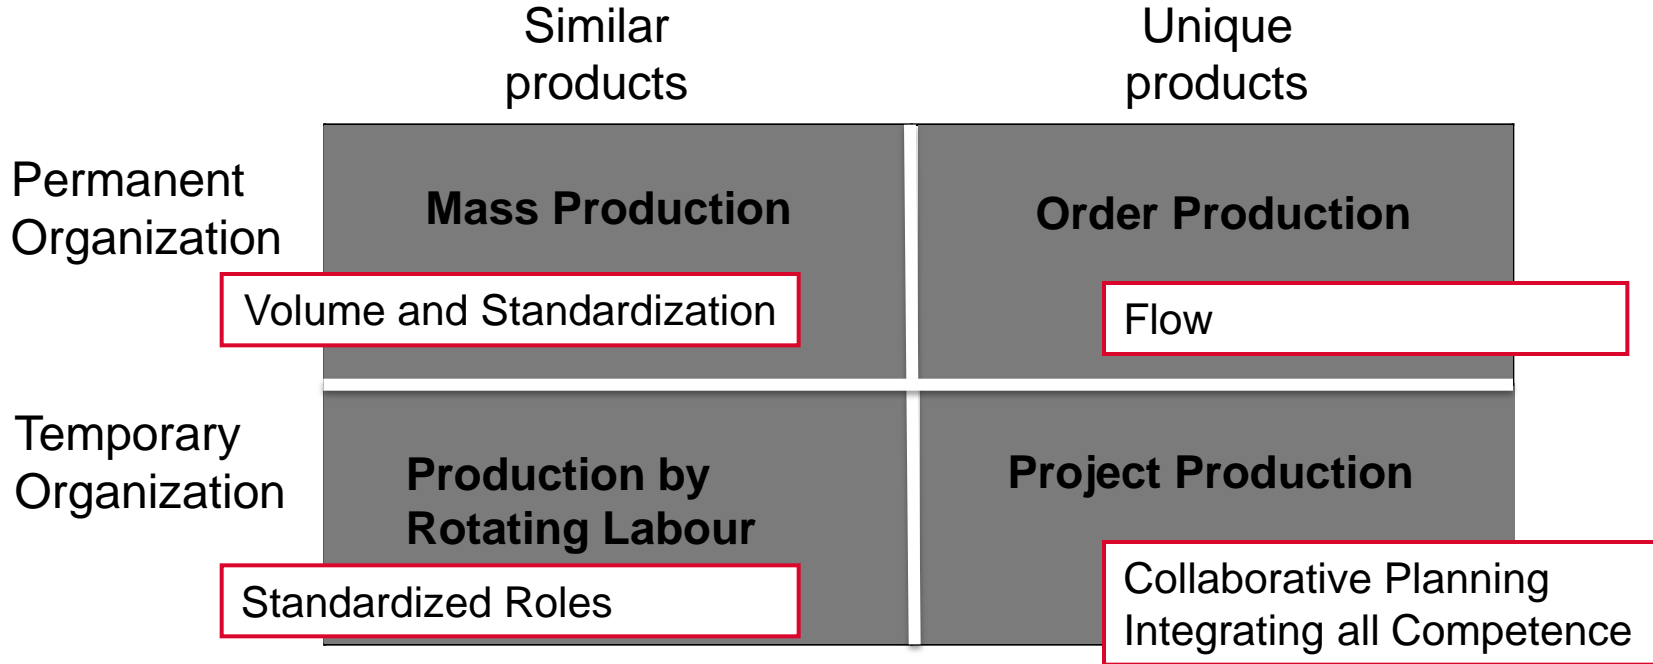 Similar
products
Unique
products
Permanent
Organization
Mass Production
Order Production
Volume and Standardization
Flow
Temporary
Organization
Production by
Rotating Labour
Project Production
Standardized Roles
Collaborative Planning
Integrating all Competence